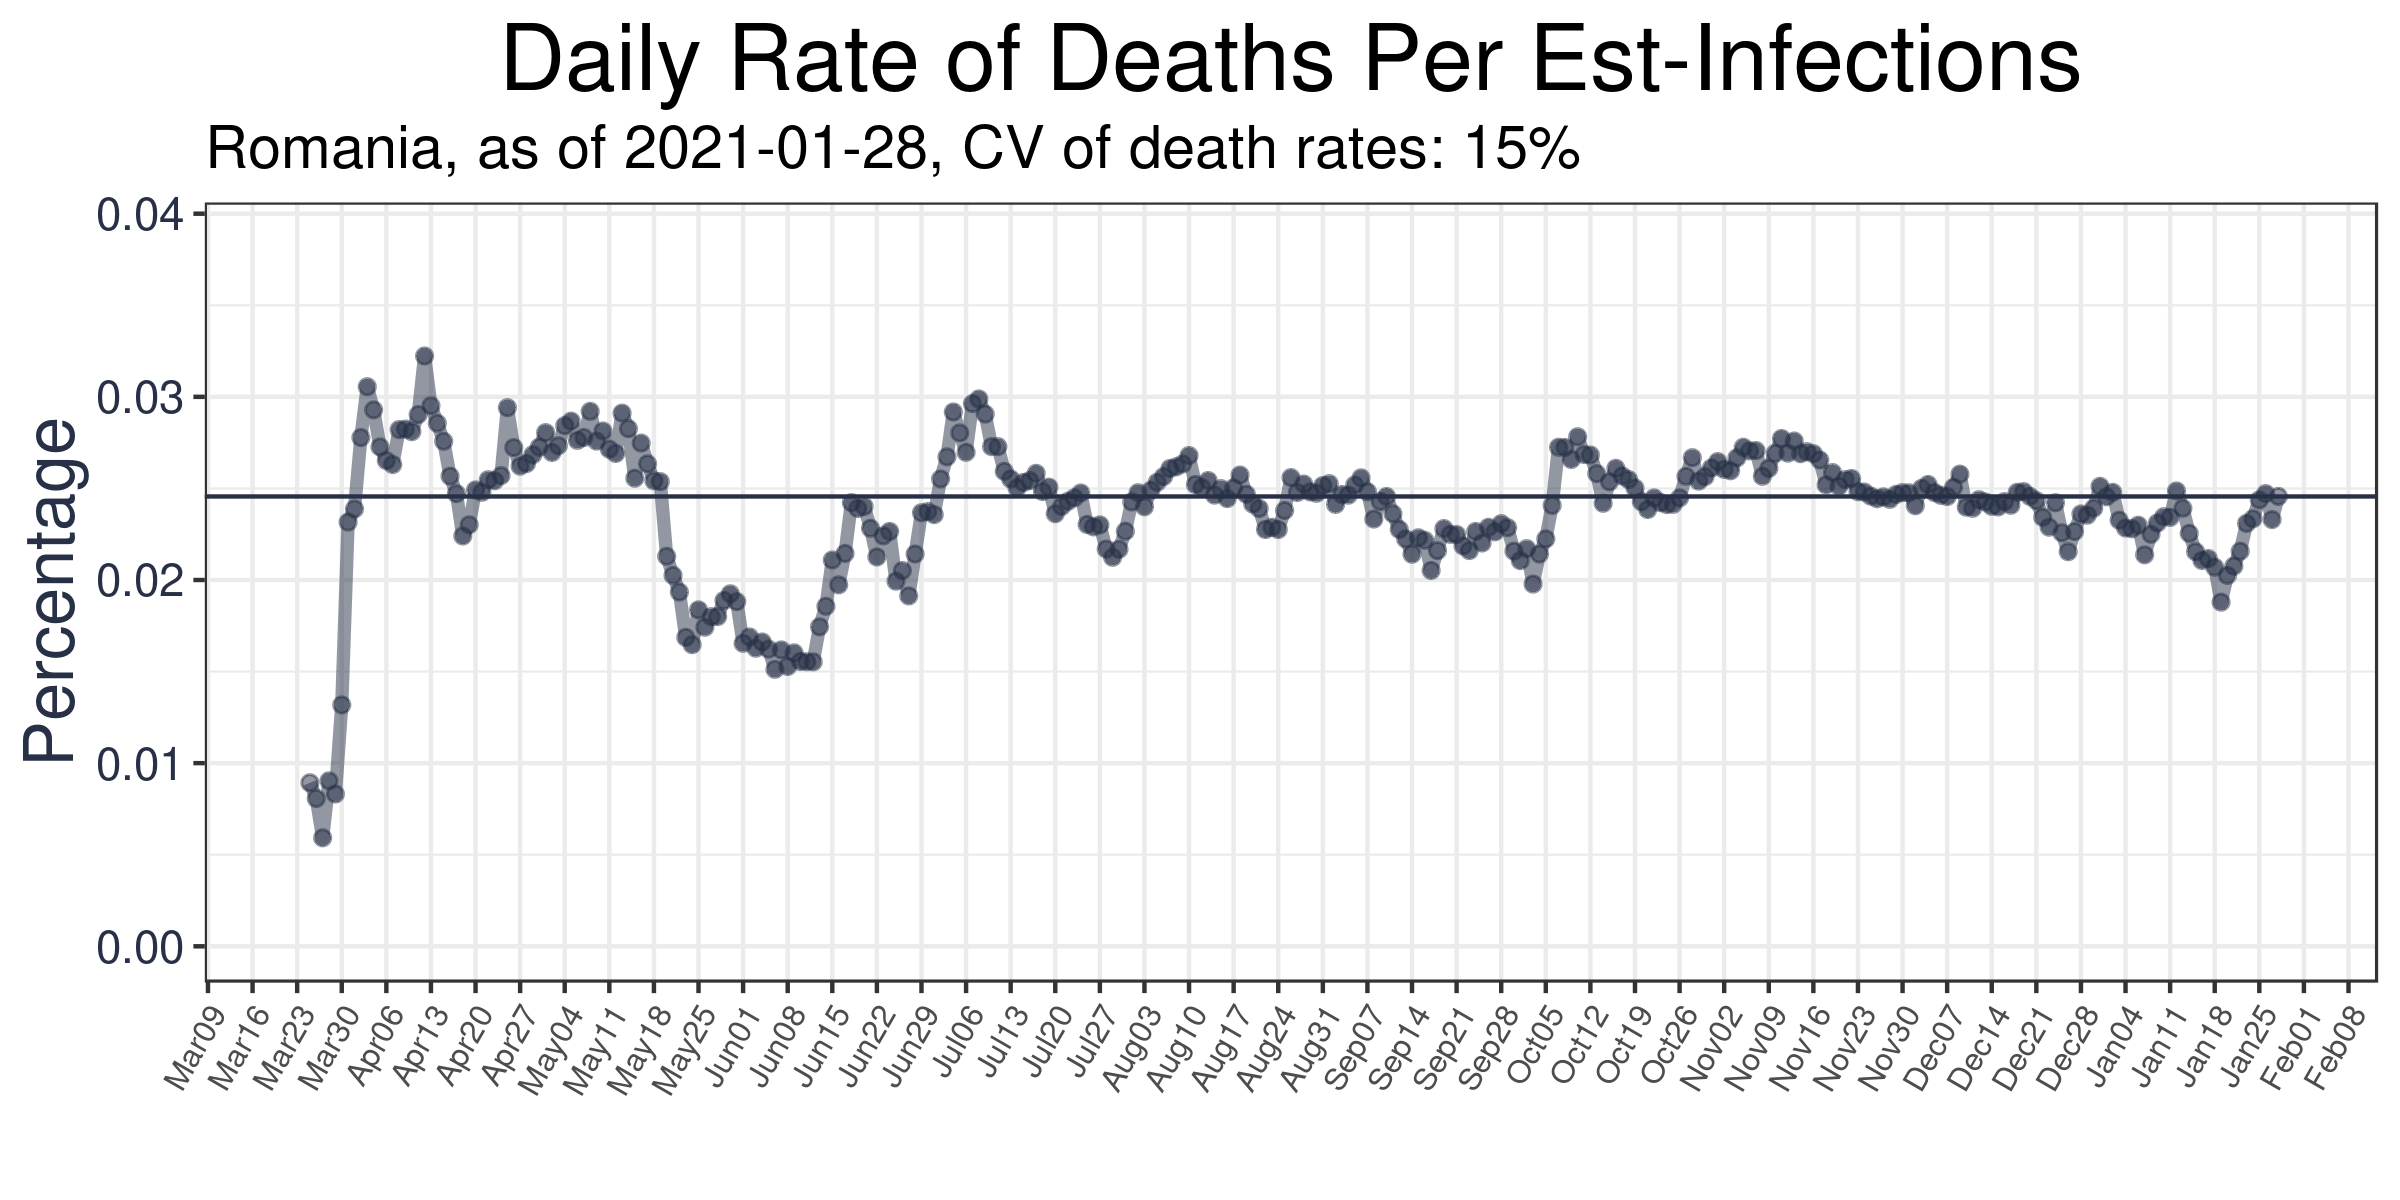 Daily Rate of Deaths Per Est-Infections
Romania, as of 2021-01-28, CV of death rates: 15%
Percentage
0.04
0.03
0.02
0.01
0.00
Mar09
Mar16
Mar23
Mar30
Apr06
Apr13
Apr20
Apr27
May04
May11
May18
May25
Jun01
Jun08
Jun15
Jun22
Jun29
Jul06
Jul13
Jul20
Jul27
Aug03
Aug10
Aug17
Aug24
Aug31
Sep07
Sep14
Sep21
Sep28
Oct05
Oct12
Oct19
Oct26
Nov02
Nov09
Nov16
Nov23
Nov30
Dec07
Dec14
Dec21
Dec28
Jan04
Jan11
Jan18
Jan25
Feb01
Feb08